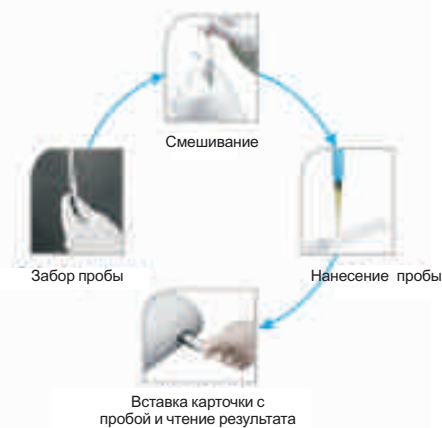 Смешивание
Забор пробы
Нанесение пробы
Вставка карточки с
пробой и чтение результата